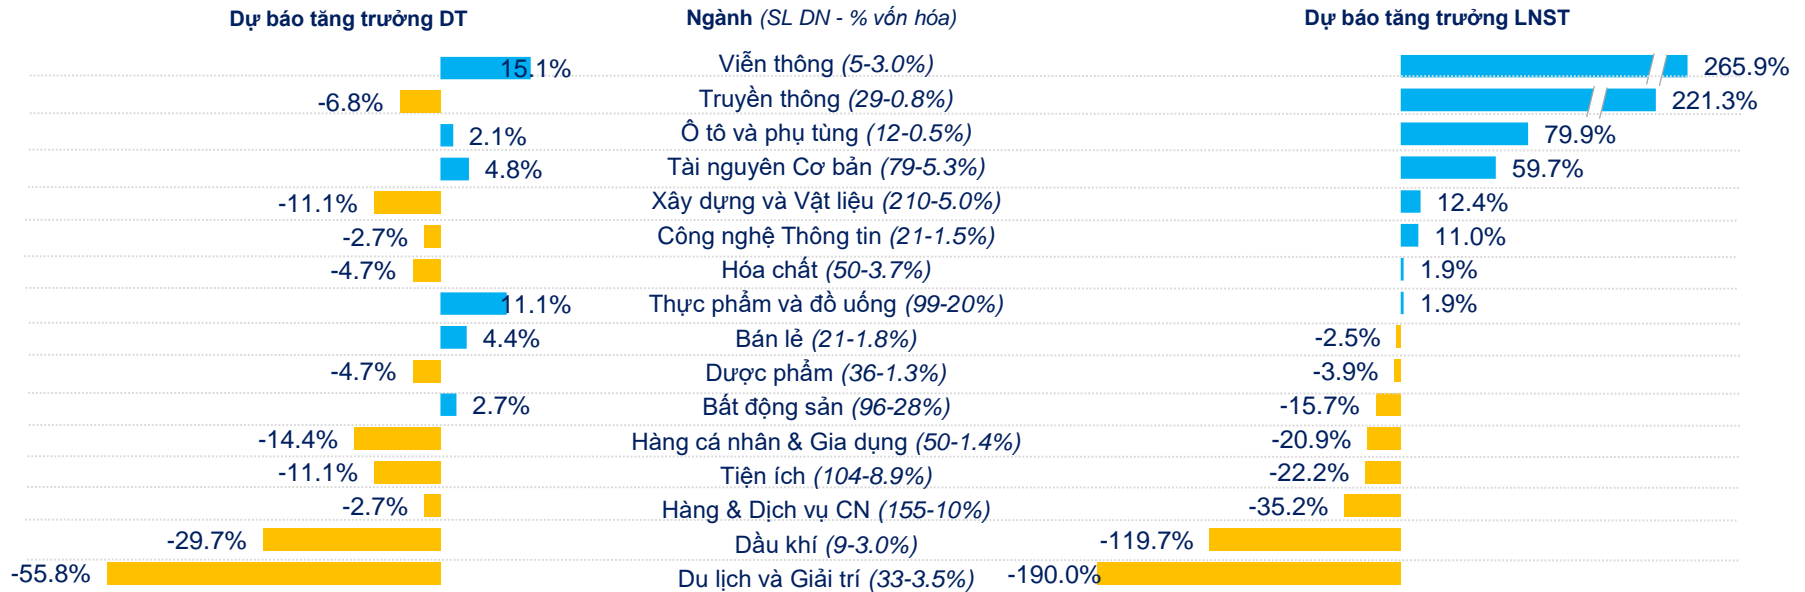 Dự báo tăng trưởng DT Ngành (SL DN - % vốn hóa) Dự báo tăng trưởng LNST
15.1% Viễn thông (5-3.0%) 265.9%
-6.8% Truyền thông (29-0.8%) 221.3%
2.1% Ô tô và phụ tùng (12-0.5%) 79.9%
4.8% Tài nguyên Cơ bản (79-5.3%) 59.7%
-11.1% Xây dựng và Vật liệu (210-5.0%) 12.4%
-2.7% Công nghệ Thông tin (21-1.5%) 11.0%
-4.7% Hóa chất (50-3.7%) 1.9%
11.1% Thực phẩm và đồ uống (99-20%) 1.9%
4.4% Bán lẻ (21-1.8%) -2.5%
-4.7% Dược phẩm (36-1.3%) -3.9%
2.7% Bất động sản (96-28%) -15.7%
-14.4% Hàng cá nhân & Gia dụng (50-1.4%) -20.9%
-11.1% Tiện ích (104-8.9%) -22.2%
-2.7% Hàng & Dịch vụ CN (155-10%) -35.2%
-29.7% Dầu khí (9-3.0%) -119.7%
-55.8% Du lịch và Giải trí (33-3.5%) -190.0%